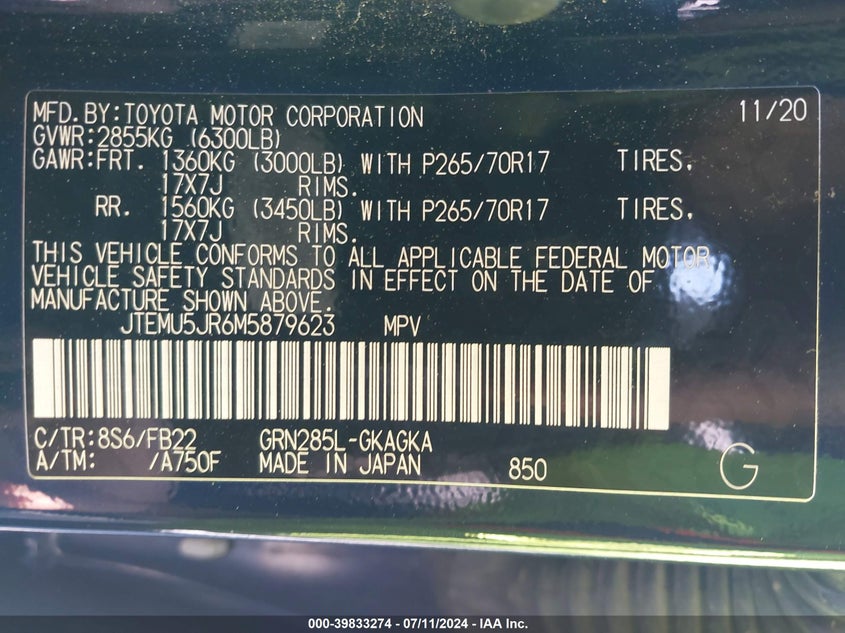 MFD.BY:TOYOTA MOTOR CORPORATION 11/20
GVWR:2855KG (6300LB)
GAWR:FRT. 1360KG (3000LB) WITH P265/70R17 TIRES,
17X7J RIMS.
RR. 1560KG (3450LB) WITH P265/70R17 TIRES,
17X7J RIMS.
THIS VEHICLE CONFORMS TO ALL APPLICABLE FEDERAL MOTOR
VEHICLE SAFETY STANDARDS IN EFFECT ON THE DATE OF
MANUFACTURE SHOWN ABOVE.
JTEMU5JR6M5879623 MPV
C/TR:8S6/FB22 GRN285L-GKAGKA
A/TM: /A750F MADE IN JAPAN 850 G
000-39833274 - 07/11/2024 - IAA Inc.